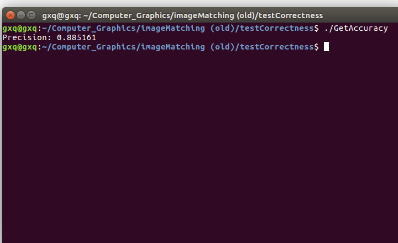 gxq@gxq: ~/Computer_Graphics/imageMatching (old)/testCorrectness
gxq@gxq:~/Computer_Graphics/imageMatching (old)/testCorrectness$ ./GetAccuracy
Precision: 0.885161
gxq@gxq:~/Computer_Graphics/imageMatching (old)/testCorrectness$